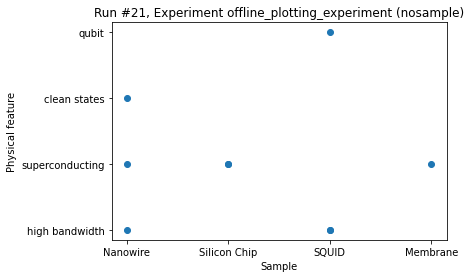 Run #21, Experiment offline_plotting_experiment (nosample)
qubit
clean states
superconducting
high bandwidth
Physical feature
Nanowire Silicon Chip SQUID Membrane
Sample